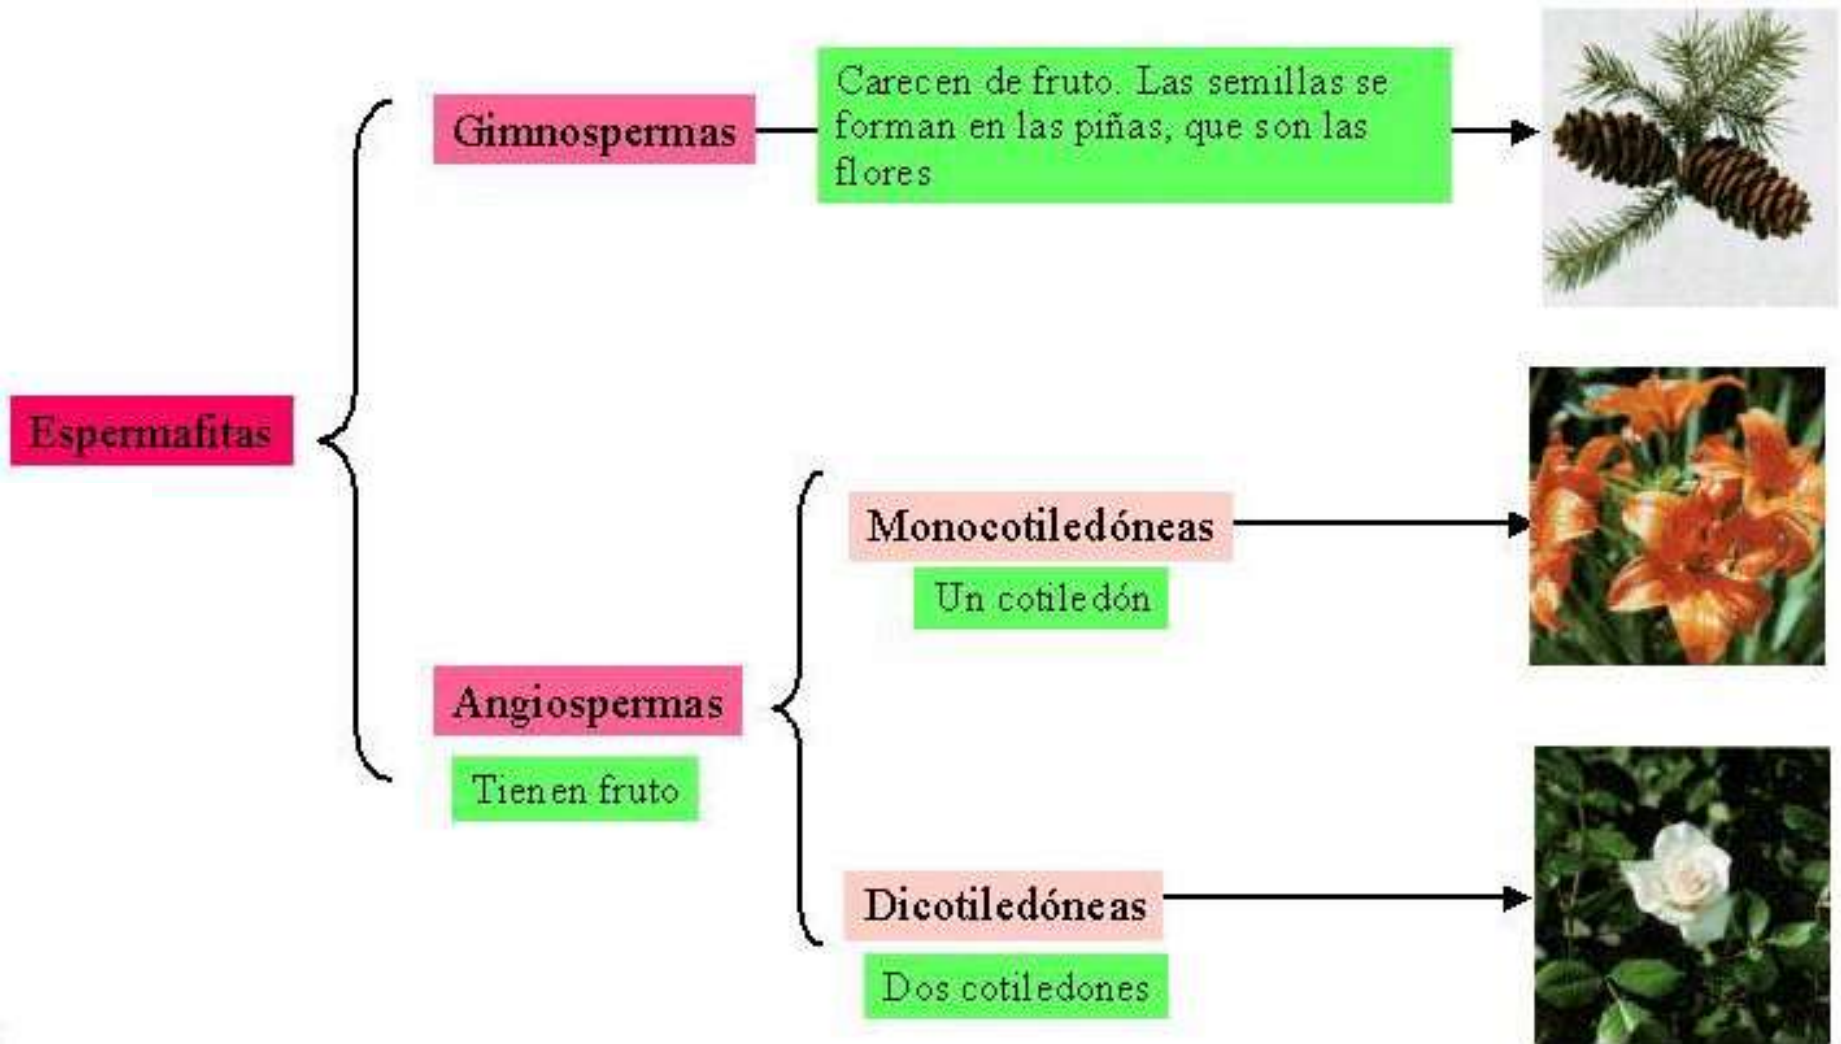 Gimnospermas
Carecen de fruto. Las semillas se
forman en las piñas, que son las
flores
Espermafitas
Monocotiledóneas
Un cotiledón
Angiospermas
Tienen fruto
Dicotiledóneas
Dos cotiledones